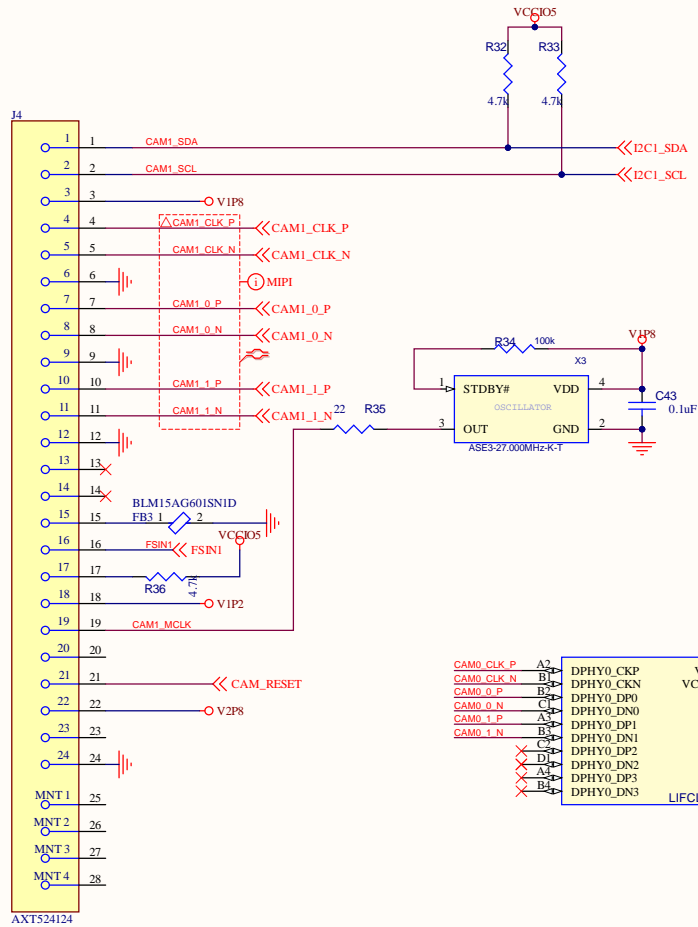 VCCIO5
R32 R33
4.7k 4.7k
J4
1 1 CAM1_SDA I2C1_SDA
2 2 CAM1_SCL I2C1_SCL
3 3 V1P8
4 4 CAM1_CLK_P CAM1_CLK_P
5 5 CAM1_CLK_N CAM1_CLK_N
6 6 i MIPI
7 7 CAM1_0_P CAM1_0_P
8 8 CAM1_0_N CAM1_0_N
9 9
10 10 CAM1_1_P CAM1_1_P
11 11 CAM1_1_N CAM1_1_N
12 12
13 13
14 14
BLM15AG601SN1D
15 15 FB3 1 2
VCCIO5
16 16 FSIN1 FSIN1
17 17 R36 4.7k
18 18 V1P2
19 19 CAM1_MCLK
20 20
21 21 CAM_RESET
22 22 V2P8
23 23
24 24
MNT 1 25
MNT 2 26
MNT 3 27
MNT 4 28
AXT524124
R34 100k V1P8
X3
1 STDBY# VDD 4
OSCILLATOR
C43
0.1uF
22 R35
3 OUT GND 2
ASE3-27.000MHz-K-T
CAM0_CLK_P A2 DPHY0_CKP V
CAM0_CLK_N B1 DPHY0_CKN VC
CAM0_0_P B2 DPHY0_DP0
CAM0_0_N C1 DPHY0_DN0
CAM0_1_P A3 DPHY0_DP1
CAM0_1_N B3 DPHY0_DN1
C2 DPHY0_DP2
D1 DPHY0_DN2
A4 DPHY0_DP3
B4 DPHY0_DN3
LIFCL